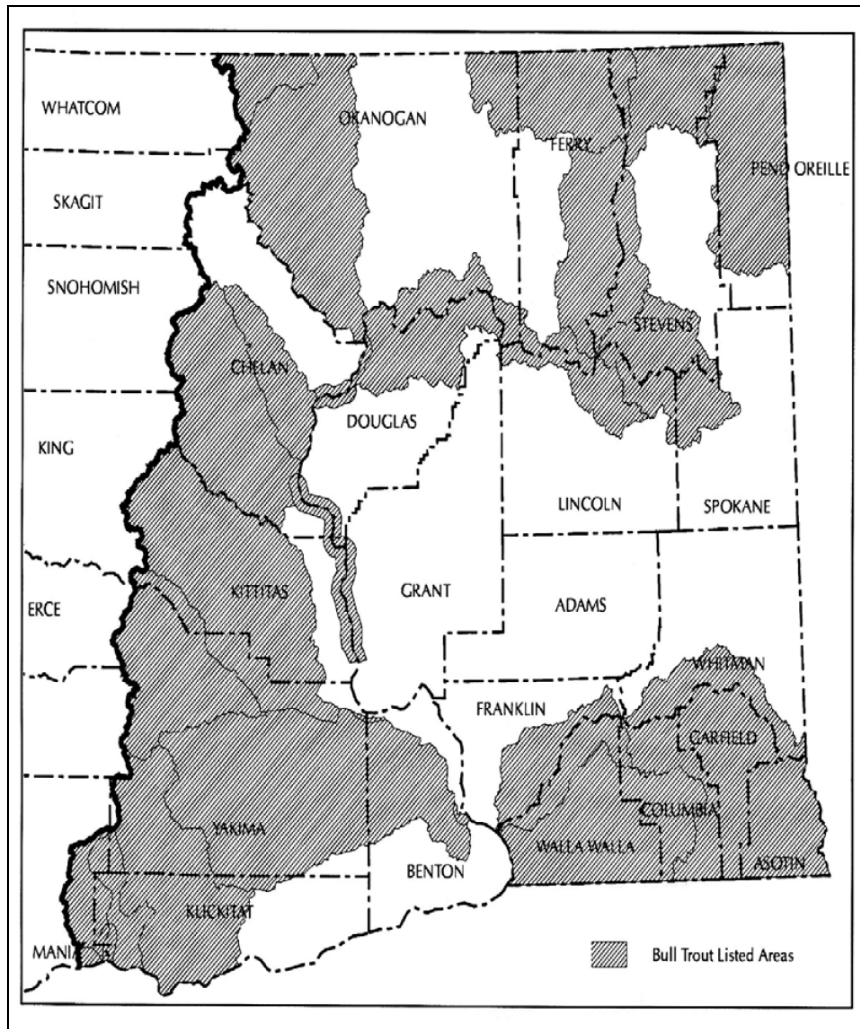 WHATCOM
OKANOGAN
FERRY
PEND OREILLE
SKAGIT
SNOHOMISH
STEVENS
CHELAN
DOUGLAS
KING
LINCOLN
SPOKANE
KITTITAS
GRANT
ADAMS
ERCE
WHITMAN
FRANKLIN
GARFIELD
COLUMBIA
YAKIMA
WALLA WALLA
BENTON
ASOTIN
KLICKITAT
MANIA
Bull Trout Listed Areas